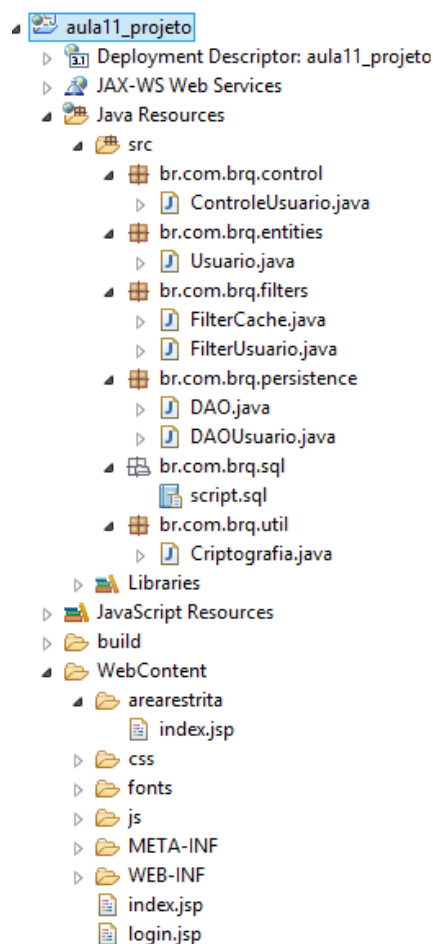 aula11_projeto
3.1 Deployment Descriptor: aula11_projeto
JAX-WS Web Services
Java Resources
src
br.com.brq.control
J ControleUsuario.java
br.com.brq.entities
J Usuario.java
br.com.brq.filters
J FilterCache.java
J FilterUsuario.java
br.com.brq.persistence
J DAO.java
J DAOUsuario.java
br.com.brq.sql
script.sql
br.com.brq.util
J Criptografia.java
Libraries
JavaScript Resources
build
WebContent
arearestrita
index.jsp
css
fonts
js
META-INF
WEB-INF
index.jsp
login.jsp